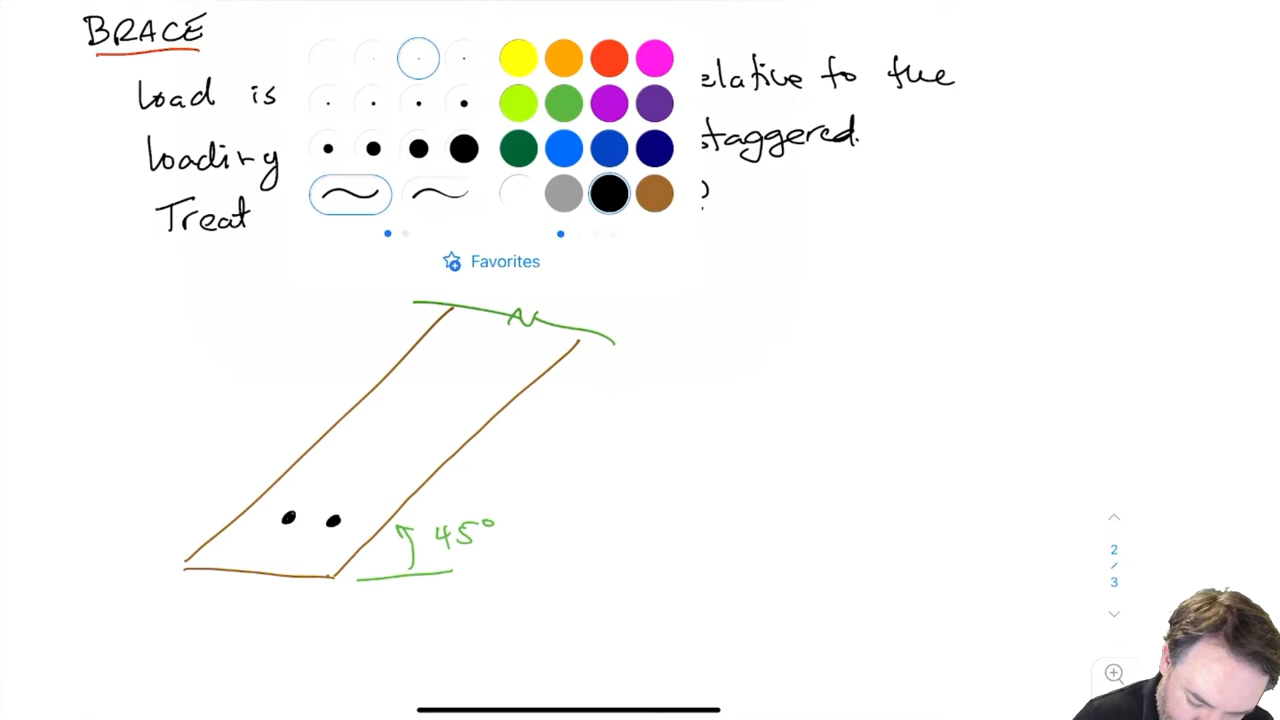 BRACE
Load is elative to the
loading staggered.
Treat ?
Favorites
N
45°
2
/
3